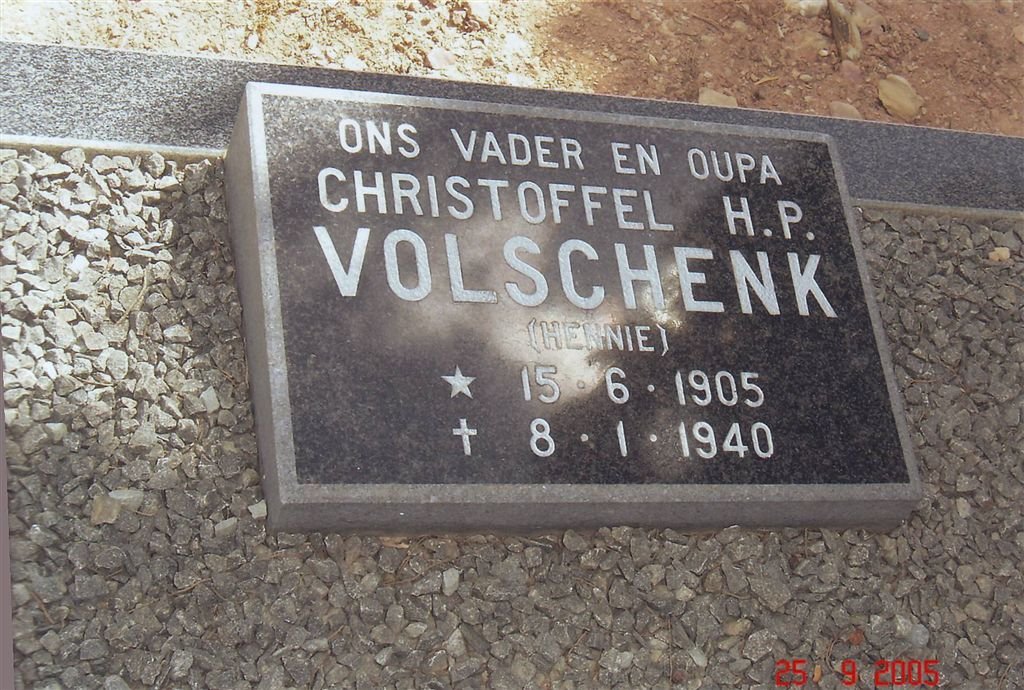 ONS VADER EN OUPA
CHRISTOFFEL H.P.
VOLSCHENK
(HENNIE)
★ 15·6·1905
✝ 8·1·1940
25 9 2005